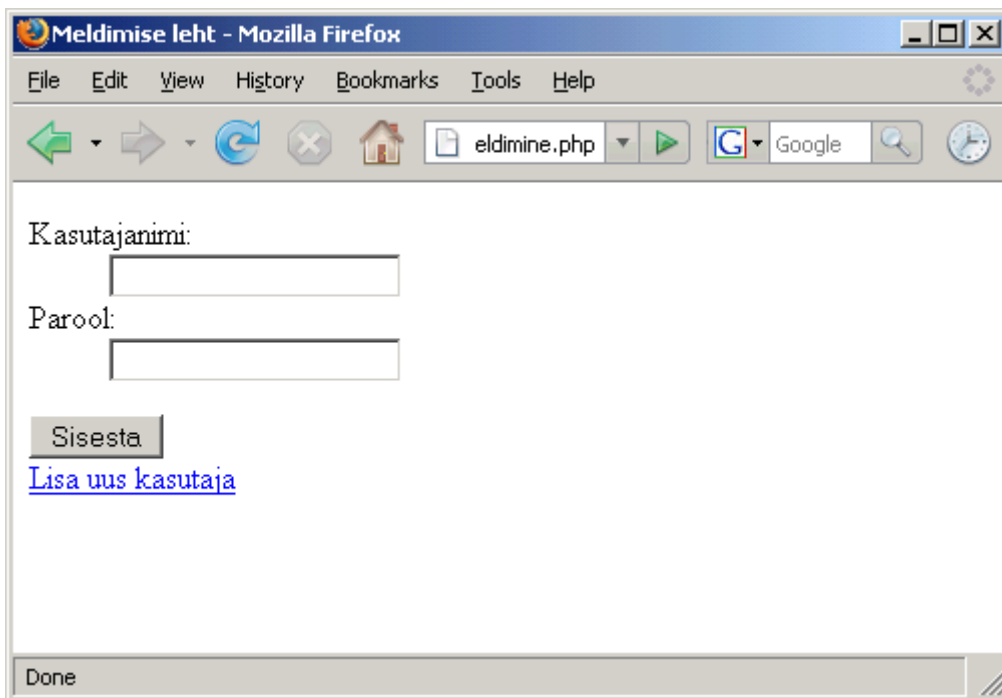 Meldimise leht - Mozilla Firefox
File Edit View History Bookmarks Tools Help
eldimine.php G Google
Kasutajanimi:
Parool:
Sisesta
Lisa uus kasutaja
Done